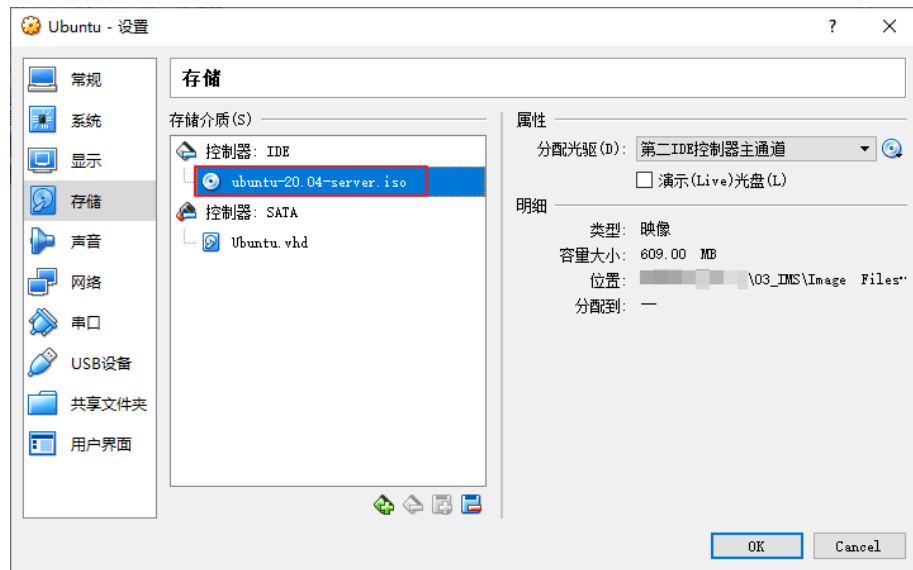 Ubuntu - 设置
?
常规
系统
显示
存储
声音
网络
串口
USB设备
共享文件夹
用户界面
存储
存储介质(S)
控制器: IDE
ubuntu-20.04-server.iso
控制器: SATA
Ubuntu.vhd
属性
分配光驱(D): 第二IDE控制器主通道
演示(Live)光盘(L)
明细
类型: 映像
容量大小: 609.00 MB
位置: \03_IMS\Image Files
分配到: —
OK
Cancel